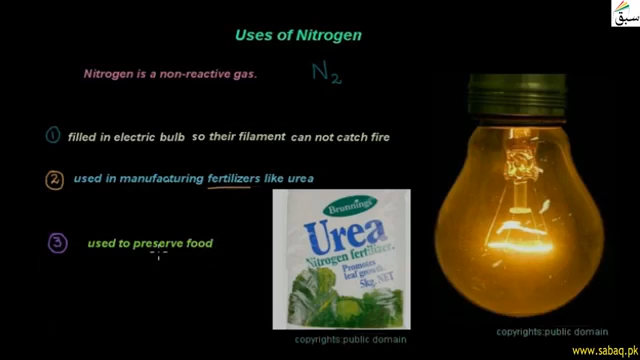 سبق
Uses of Nitrogen
Nitrogen is a non-reactive gas.
N2
1 filled in electric bulb so their filament can not catch fire
2 used in manufacturing fertilizers like urea
3 used to preserve food
Brunnings
Urea
Nitrogen fertilizer.
Promotes
leaf growth.
5kg. NET
copyrights:public domain
copyrights:public domain
www.sabaq.pk